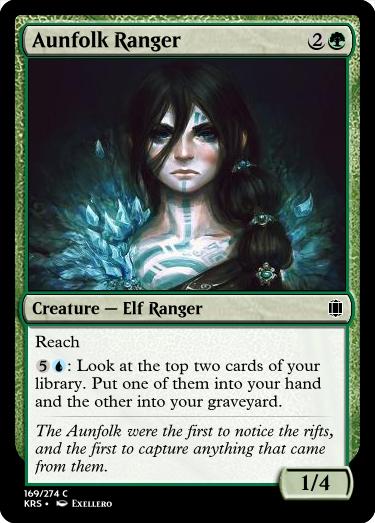 Aunfolk Ranger 2
Creature — Elf Ranger
Reach
5: Look at the top two cards of your
library. Put one of them into your hand
and the other into your graveyard.
The Aunfolk were the first to notice the rifts,
and the first to capture anything that came
from them.
1/4
169/274 C
KRS • Exellero